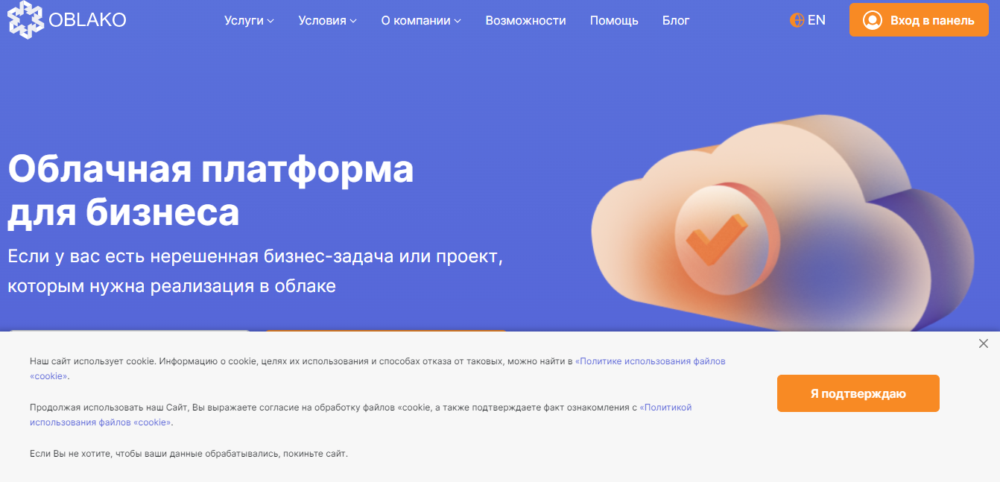 OBLAKO
Услуги
Условия
О компании
Возможности
Помощь
Блог
EN
Вход в панель
Облачная платформа
для бизнеса
Если у вас есть нерешенная бизнес-задача или проект,
которым нужна реализация в облаке
Наш сайт использует cookie. Информацию о cookie, целях их использования и способах отказа от таковых, можно найти в «Политике использования файлов
«cookie».
Продолжая использовать наш Сайт, Вы выражаете согласие на обработку файлов «cookie, а также подтверждаете факт ознакомления с «Политикой
использования файлов «cookie».
Если Вы не хотите, чтобы ваши данные обрабатывались, покиньте сайт.
Я подтверждаю